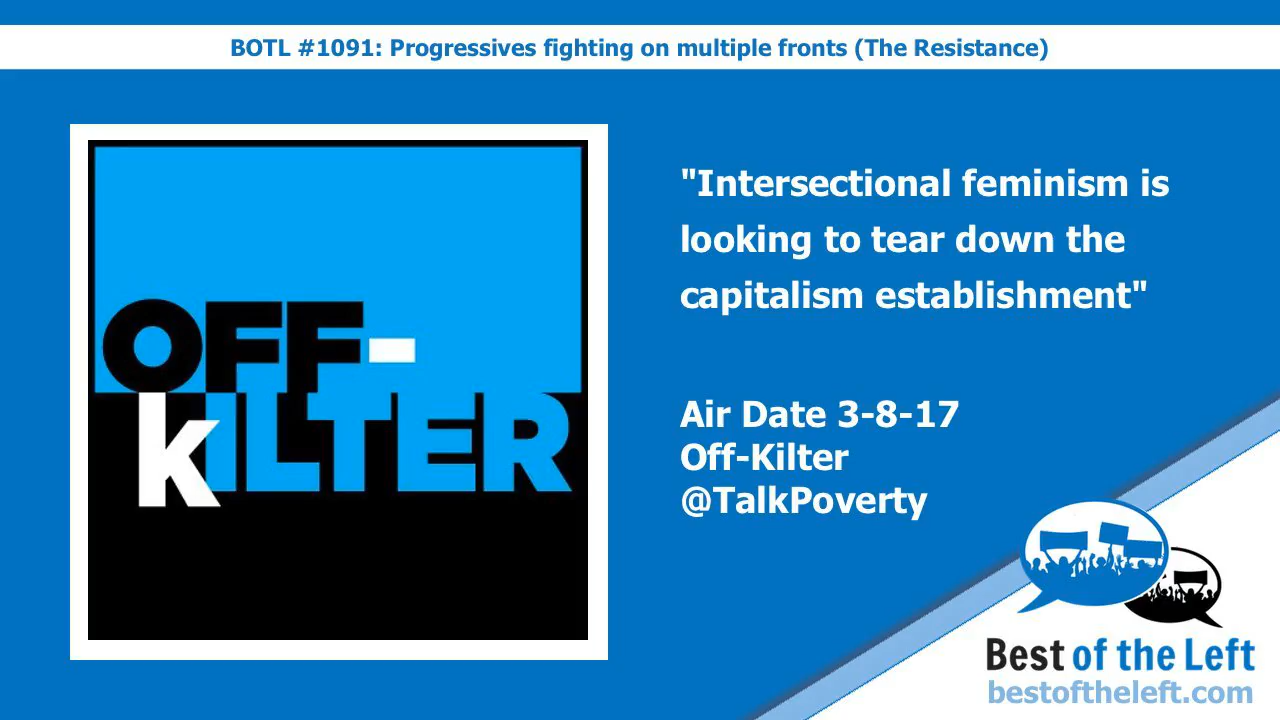 BOTL #1091: Progressives fighting on multiple fronts (The Resistance)
OFF-
kILTER
"Intersectional feminism is
looking to tear down the
capitalism establishment"
Air Date 3-8-17
Off-Kilter
@TalkPoverty
Best of the Left
bestoftheleft.com